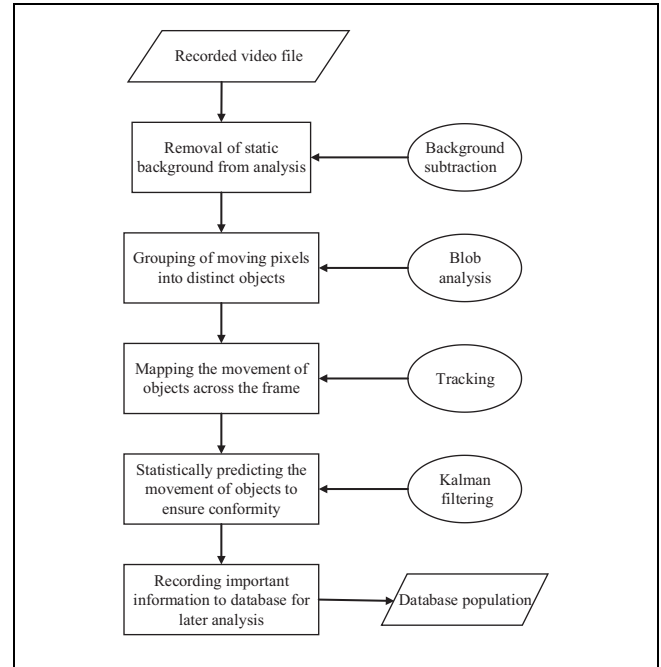 Recorded video file
Removal of static
background from analysis
Background
subtraction
Grouping of moving pixels
into distinct objects
Blob
analysis
Mapping the movement of
objects across the frame
Tracking
Statistically predicting the
movement of objects to
ensure conformity
Kalman
filtering
Recording important
information to database for
later analysis
Database population